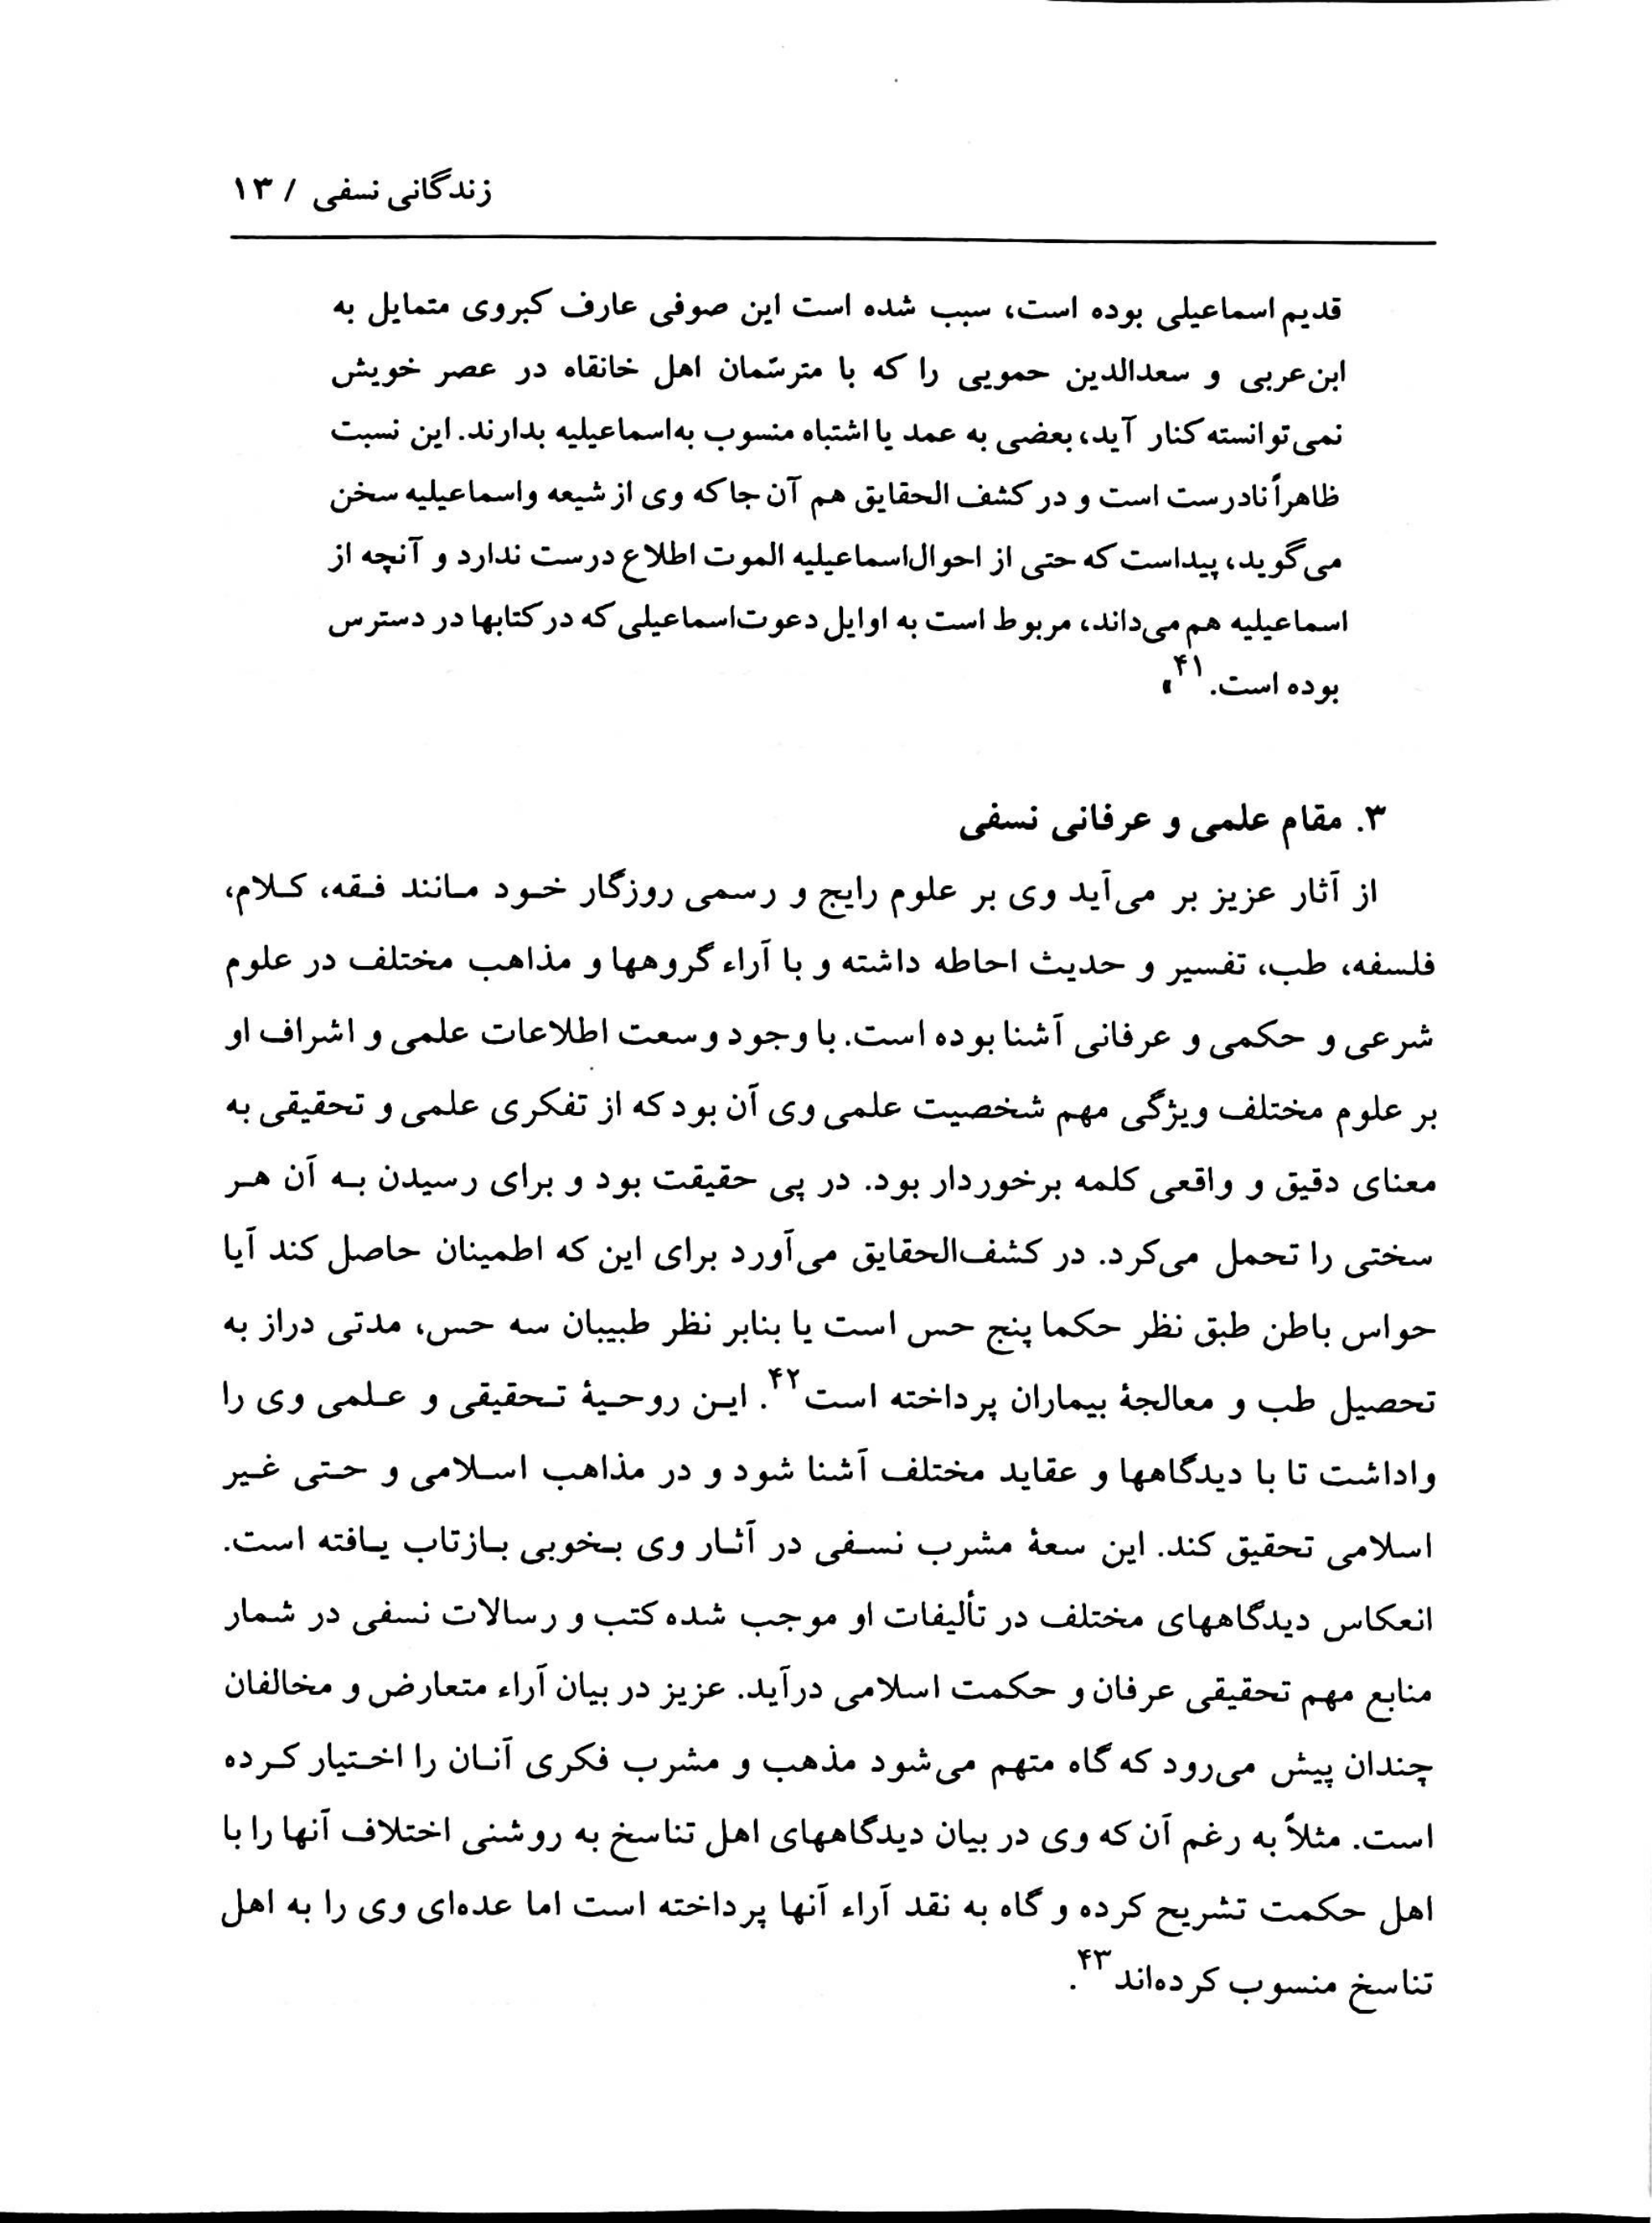 زندگانی نسفی / ۱۳
قدیم اسماعیلی بوده است، سبب شده است این صوفی عارف کبروی متمایل به
ابن‌عربی و سعدالدین حمویی را که با مترسّمان اهل خانقاه در عصر خویش
نمی‌توانسته کنار آید، بعضی به عمد یا اشتباه منسوب به‌اسماعیلیه بدارند. این نسبت
ظاهراً نادرست است و در کشف الحقایق هم آن جا که وی از شیعه واسماعیلیه سخن
می‌گوید، پیداست که حتی از احوال‌اسماعیلیه الموت اطلاع درست ندارد و آنچه از
اسماعیلیه هم می‌داند، مربوط است به اوایل دعوت‌اسماعیلی که در کتابها در دسترس
بوده است.۴۱»
۳. مقام علمی و عرفانی نسفی
از آثار عزیز بر می‌آید وی بر علوم رایج و رسمی روزگار خود مانند فقه، کلام،
فلسفه، طب، تفسیر و حدیث احاطه داشته و با آراء گروهها و مذاهب مختلف در علوم
شرعی و حکمی و عرفانی آشنا بوده است. با وجود وسعت اطلاعات علمی و اشراف او
بر علوم مختلف ویژگی مهم شخصیت علمی وی آن بود که از تفکری علمی و تحقیقی به
معنای دقیق و واقعی کلمه برخوردار بود. در پی حقیقت بود و برای رسیدن به آن هر
سختی را تحمل می‌کرد. در کشف‌الحقایق می‌آورد برای این که اطمینان حاصل کند آیا
حواس باطن طبق نظر حکما پنج حس است یا بنابر نظر طبیبان سه حس، مدتی دراز به
تحصیل طب و معالجهٔ بیماران پرداخته است۴۲. این روحیهٔ تحقیقی و علمی وی را
واداشت تا با دیدگاهها و عقاید مختلف آشنا شود و در مذاهب اسلامی و حتی غیر
اسلامی تحقیق کند. این سعهٔ مشرب نسفی در آثار وی بخوبی بازتاب یافته است.
انعکاس دیدگاههای مختلف در تألیفات او موجب شده کتب و رسالات نسفی در شمار
منابع مهم تحقیقی عرفان و حکمت اسلامی درآید. عزیز در بیان آراء متعارض و مخالفان
چندان پیش می‌رود که گاه متهم می‌شود مذهب و مشرب فکری آنان را اختیار کرده
است. مثلاً به رغم آن که وی در بیان دیدگاههای اهل تناسخ به روشنی اختلاف آنها را با
اهل حکمت تشریح کرده و گاه به نقد آراء آنها پرداخته است اما عده‌ای وی را به اهل
تناسخ منسوب کرده‌اند۴۳.